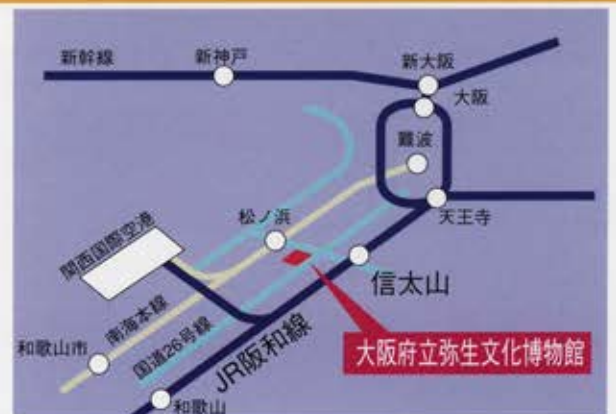 新幹線
新神戸
新大阪
大阪
難波
天王寺
松ノ浜
関西国際空港
信太山
南海本線
国道26号線
JR阪和線
和歌山市
大阪府立弥生文化博物館
和歌山